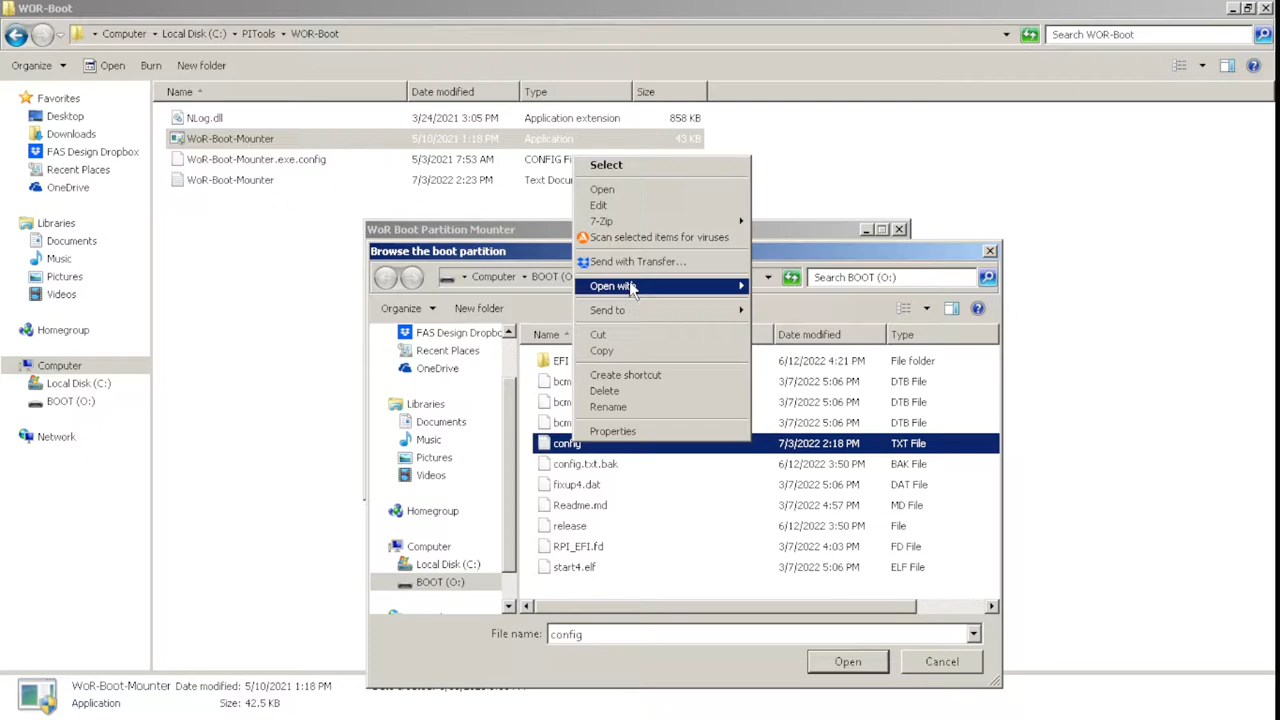 WOR-Boot
Computer Local Disk (C:) PITools WOR-Boot
Search WOR-Boot
Organize Open Burn New folder
Name Date modified Type Size
Favorites
Desktop
Downloads
FAS Design Dropbox
Recent Places
OneDrive
Libraries
Documents
Music
Pictures
Videos
Homegroup
Computer
Local Disk (C:)
BOOT (O:)
Network
NLog.dll 3/24/2021 3:05 PM Application extension 858 KB
WoR-Boot-Mounter 5/10/2021 1:18 PM Application 43 KB
WoR-Boot-Mounter.exe.config 5/3/2021 7:53 AM CONFIG Fi
WoR-Boot-Mounter 7/3/2022 2:23 PM Text Docu
WoR Boot Partition Mounter
Browse the boot partition
Computer BOOT (O:
Search BOOT (O:)
Organize New folder
Name Date modified Type
FAS Design Dropbo
Recent Places
OneDrive
Libraries
Documents
Music
Pictures
Videos
Homegroup
Computer
Local Disk (C:)
BOOT (O:)
EFI 6/12/2022 4:21 PM File folder
bcm 3/7/2022 5:06 PM DTB File
bcm 3/7/2022 5:06 PM DTB File
bcm 3/7/2022 5:06 PM DTB File
config 7/3/2022 2:18 PM TXT File
config.txt.bak 6/12/2022 3:50 PM BAK File
fixup4.dat 3/7/2022 5:06 PM DAT File
Readme.md 3/7/2022 4:57 PM MD File
release 6/12/2022 3:50 PM File
RPI_EFI.fd 3/7/2022 4:03 PM FD File
start4.elf 3/7/2022 5:06 PM ELF File
File name: config
Open Cancel
Select
Open
Edit
7-Zip
Scan selected items for viruses
Send with Transfer...
Open with
Send to
Cut
Copy
Create shortcut
Delete
Rename
Properties
WoR-Boot-Mounter Date modified: 5/10/2021 1:18 PM
Application Size: 42.5 KB